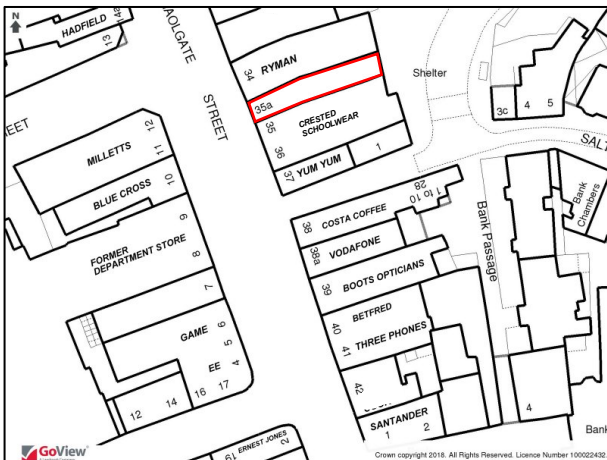 N
HADFIELD
14a
13
AOLGATE
STREET
EET
34
RYMAN
35a
35
CRESTED
SCHOOLWEAR
36
37
YUM YUM
1
Shelter
3c
4
5
SALT
12
11
MILLETTS
10
BLUE CROSS
9
FORMER
DEPARTMENT STORE
8
7
28
1 to 10
38
COSTA COFFEE
38a
VODAFONE
39
BOOTS OPTICIANS
40
BETFRED
41
THREE PHONES
42
SANTANDER
1
2
Bank Passage
Bank
Chambers
GAME
6
5
EE
4
17
16
14
12
19
ERNEST JONES
2
4
Bank
GoView
Crown copyright 2018. All Rights Reserved. Licence Number 100022432.